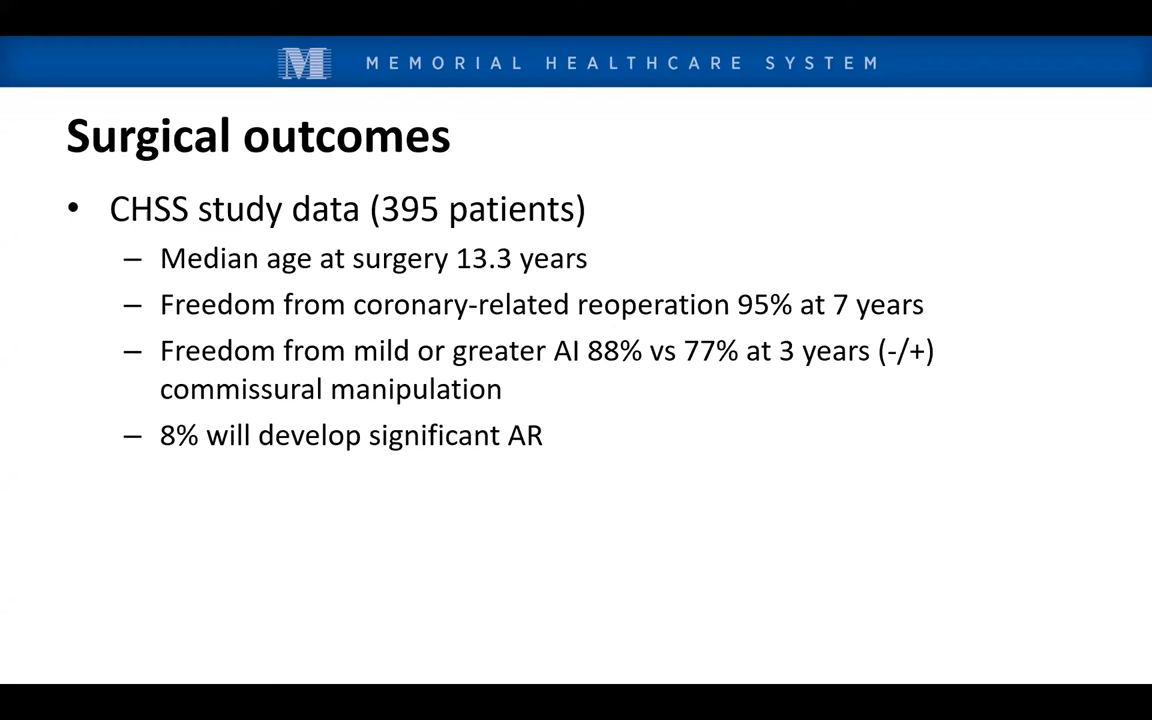 MEMORIAL HEALTHCARE SYSTEM
Surgical outcomes
• CHSS study data (395 patients)
– Median age at surgery 13.3 years
– Freedom from coronary-related reoperation 95% at 7 years
– Freedom from mild or greater AI 88% vs 77% at 3 years (-/+)
commissural manipulation
– 8% will develop significant AR